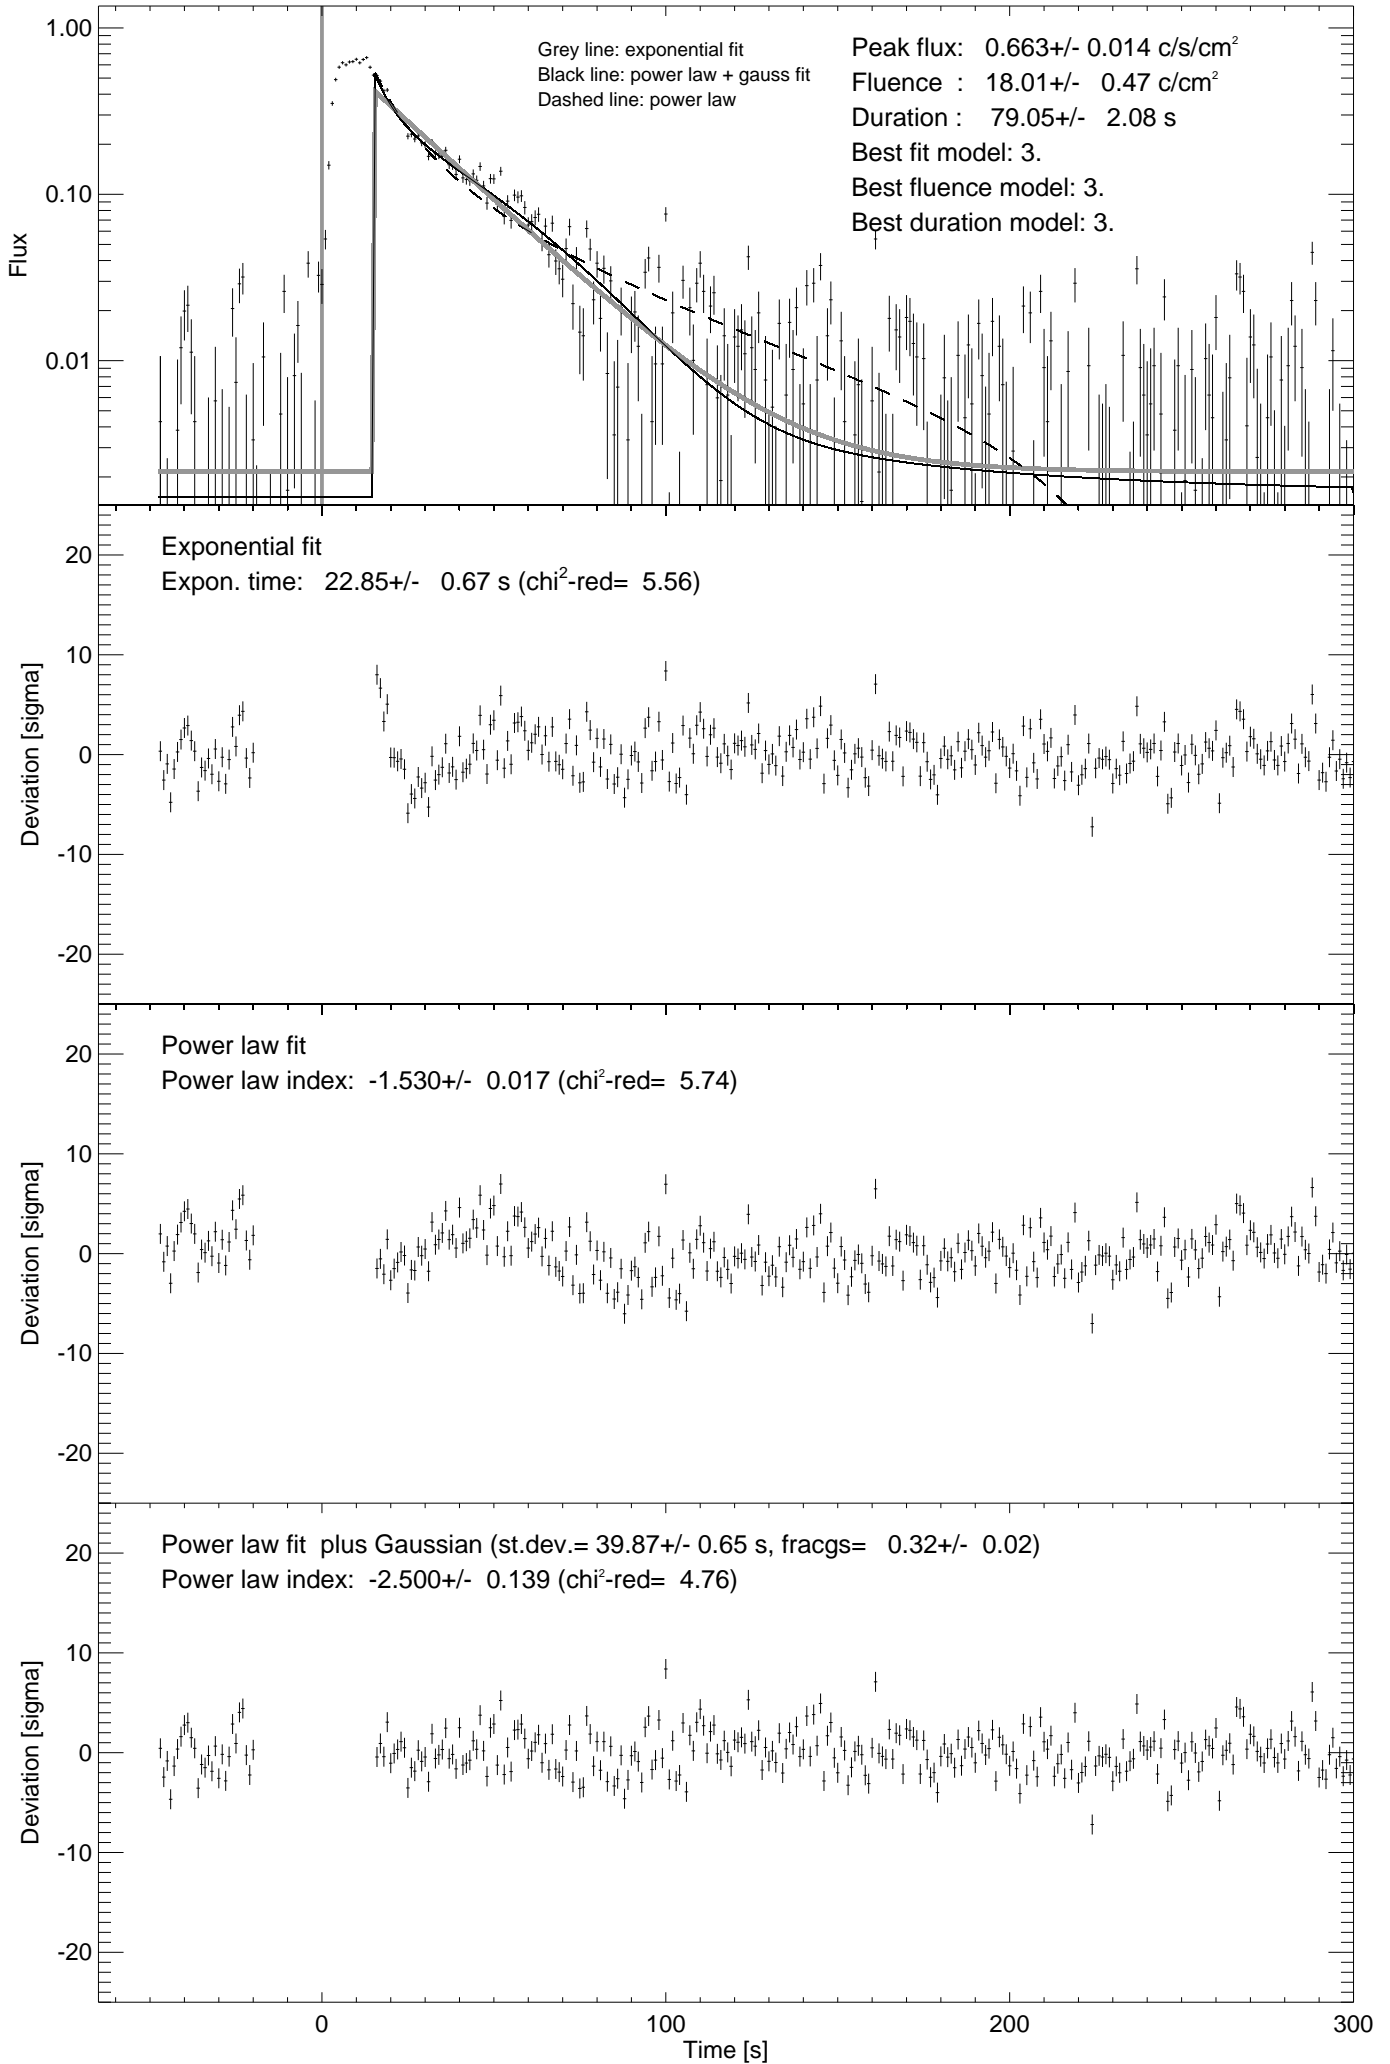 1.00
0.10
0.01
Flux
Grey line: exponential fit
Black line: power law + gauss fit
Dashed line: power law
Peak flux: 0.663+/- 0.014 c/s/cm²
Fluence : 18.01+/- 0.47 c/cm²
Duration : 79.05+/- 2.08 s
Best fit model: 3.
Best fluence model: 3.
Best duration model: 3.
20
10
0
-10
-20
Deviation [sigma]
Exponential fit
Expon. time: 22.85+/- 0.67 s (chi²-red= 5.56)
20
10
0
-10
-20
Deviation [sigma]
Power law fit
Power law index: -1.530+/- 0.017 (chi²-red= 5.74)
20
10
0
-10
-20
Deviation [sigma]
Power law fit plus Gaussian (st.dev.= 39.87+/- 0.65 s, fracgs= 0.32+/- 0.02)
Power law index: -2.500+/- 0.139 (chi²-red= 4.76)
0 100 200 300
Time [s]